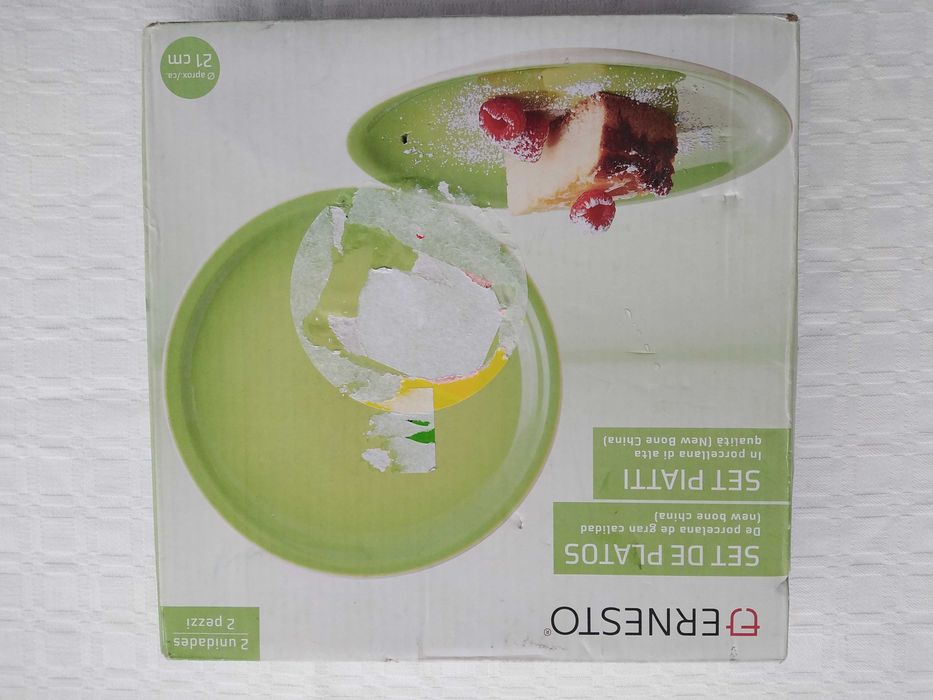 ERNESTO®
2 unidades
2 pezzi
SET DE PLATOS
De porcelana de gran calidad
(new bone china)
SET PIATTI
In porcellana di alta
qualità (New Bone China)
Ø aprox./ca.
21 cm